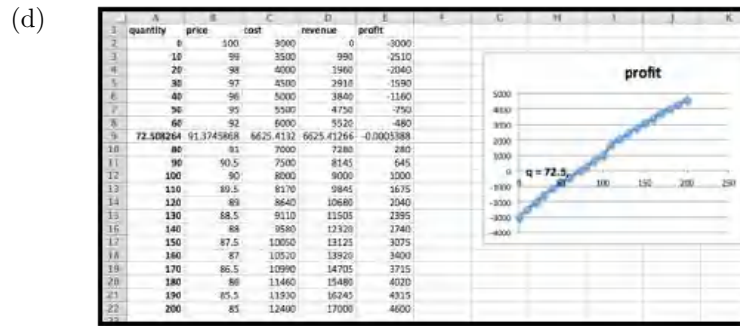 (d)
A B C D E F G H I J K
1 quantity price cost revenue profit
2 0 100 3000 0 -3000
3 10 99 3500 990 -2510
4 20 98 4000 1960 -2040
5 30 97 4500 2910 -1590
6 40 96 5000 3840 -1160
7 50 95 5500 4750 -750
8 60 92 6000 5520 -480
9 72.508264 91.3745868 6625.4132 6625.41266 -0.0005388
10 80 91 7000 7280 280
11 90 90.5 7500 8145 645
12 100 90 8000 9000 1000
13 110 89.5 8170 9845 1675
14 120 89 8640 10680 2040
15 130 88.5 9110 11505 2395
16 140 88 9580 12320 2740
17 150 87.5 10050 13125 3075
18 160 87 10520 13920 3400
19 170 86.5 10990 14705 3715
20 180 86 11460 15480 4020
21 190 85.5 11930 16245 4315
22 200 85 12400 17000 4600
profit
5000
4000
3000
2000
1000
0
-1000
-2000
-3000
-4000
q = 72.5,
0 50 100 150 200 250